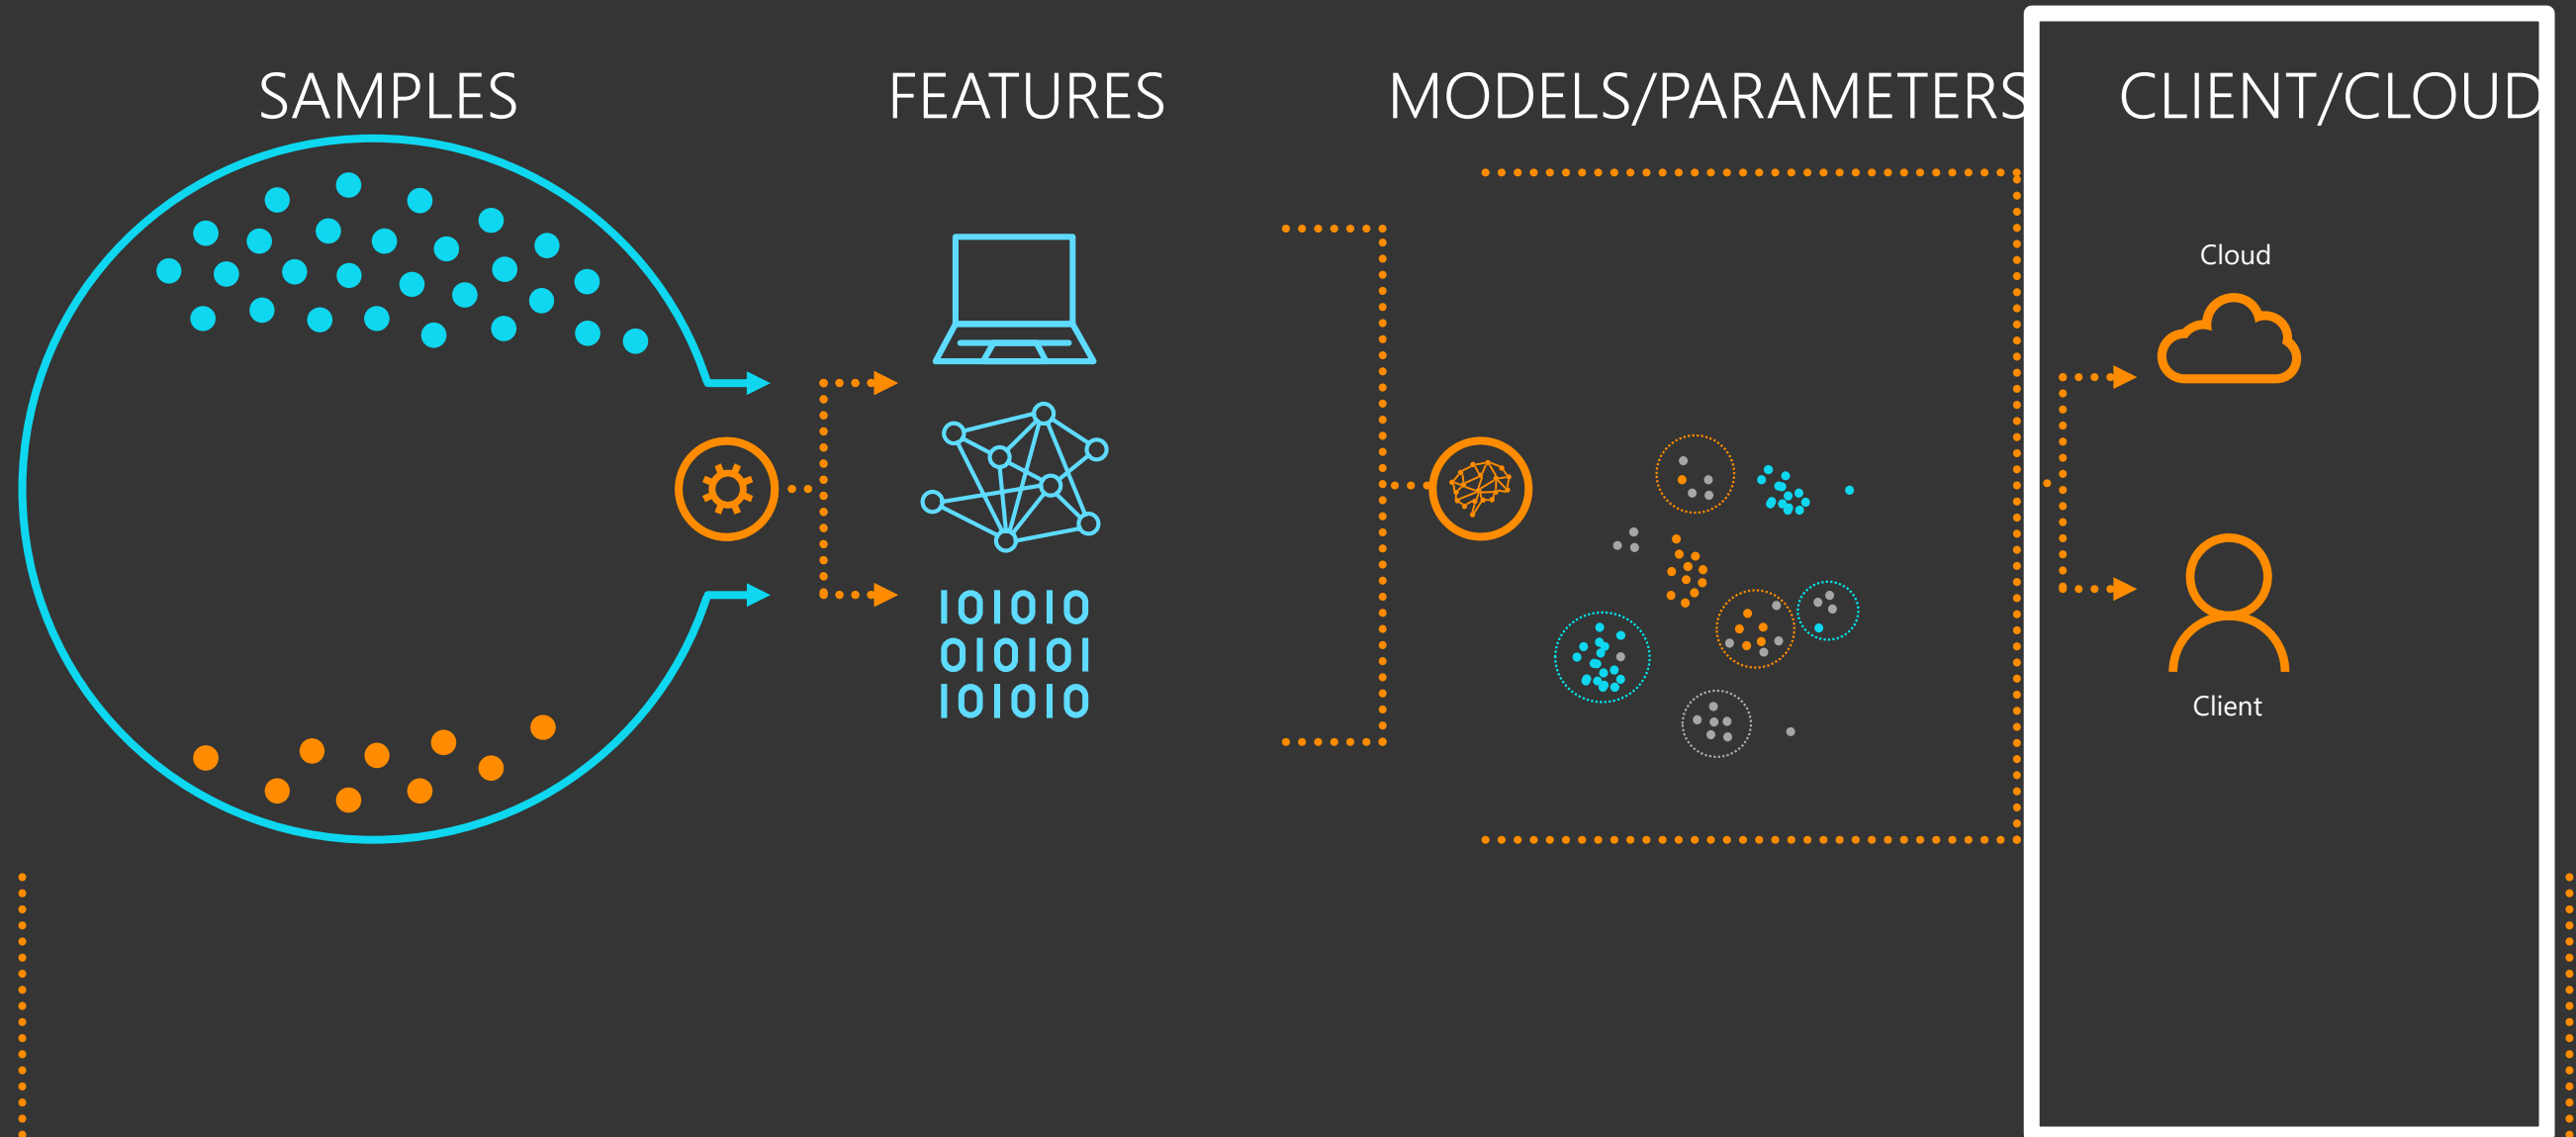 SAMPLES
FEATURES
MODELS/PARAMETERS
CLIENT/CLOUD
Cloud
101010
010101
101010
Client